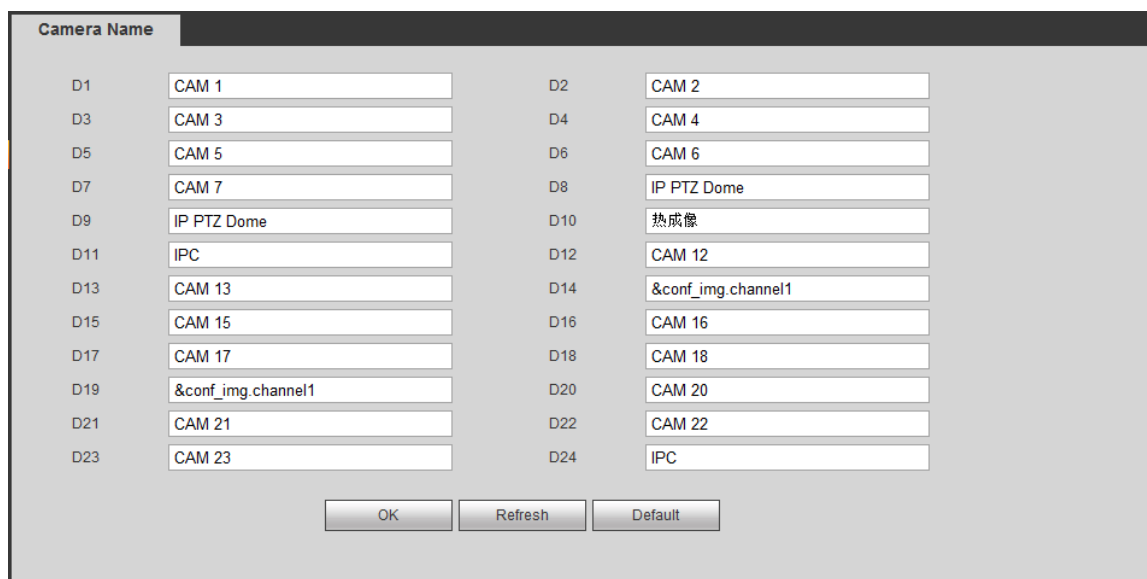 Camera Name
D1 CAM 1 D2 CAM 2
D3 CAM 3 D4 CAM 4
D5 CAM 5 D6 CAM 6
D7 CAM 7 D8 IP PTZ Dome
D9 IP PTZ Dome D10 热成像
D11 IPC D12 CAM 12
D13 CAM 13 D14 &conf_img.channel1
D15 CAM 15 D16 CAM 16
D17 CAM 17 D18 CAM 18
D19 &conf_img.channel1 D20 CAM 20
D21 CAM 21 D22 CAM 22
D23 CAM 23 D24 IPC
OK Refresh Default